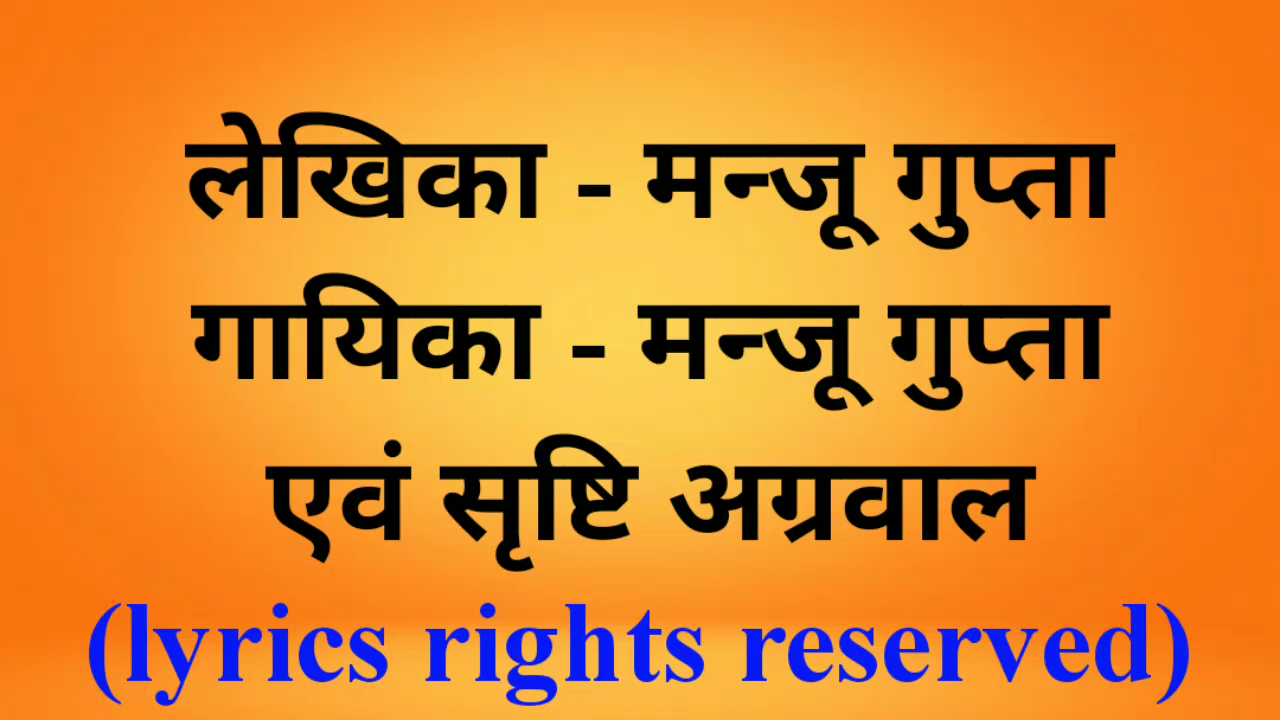 लेखिका - मन्जू गुप्ता
गायिका - मन्जू गुप्ता
एवं सृष्टि अग्रवाल
(lyrics rights reserved)